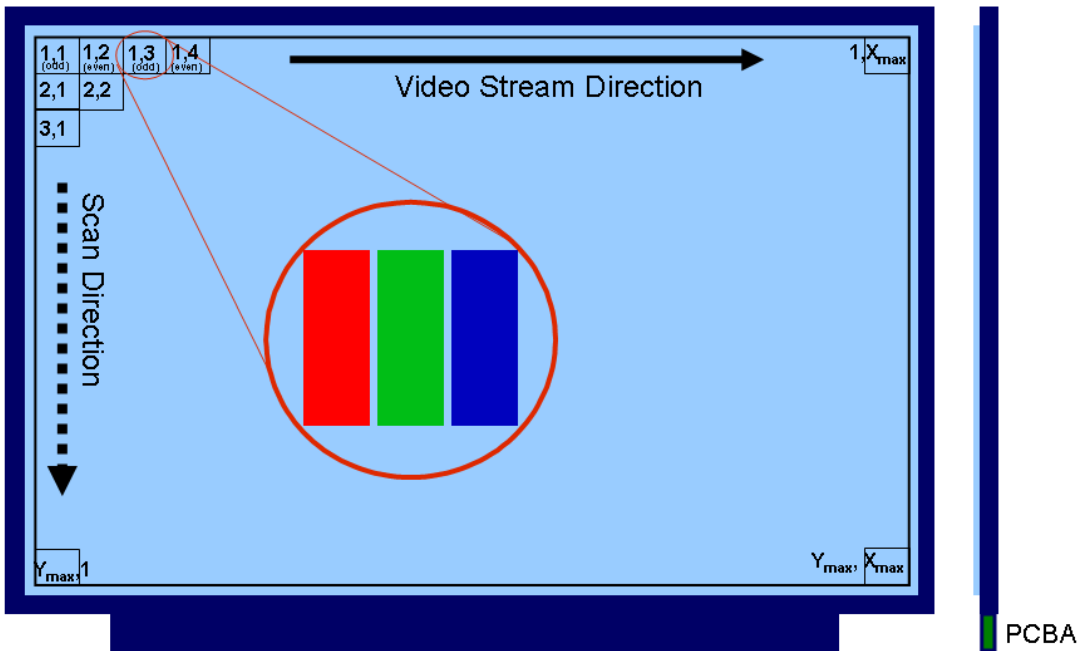 1,1 1,2 1,3 1,4 1,Xmax
(odd) (even) (odd) (even)
Video Stream Direction
2,1 2,2
3,1
Scan Direction
Ymax,1 Ymax, Xmax
PCBA